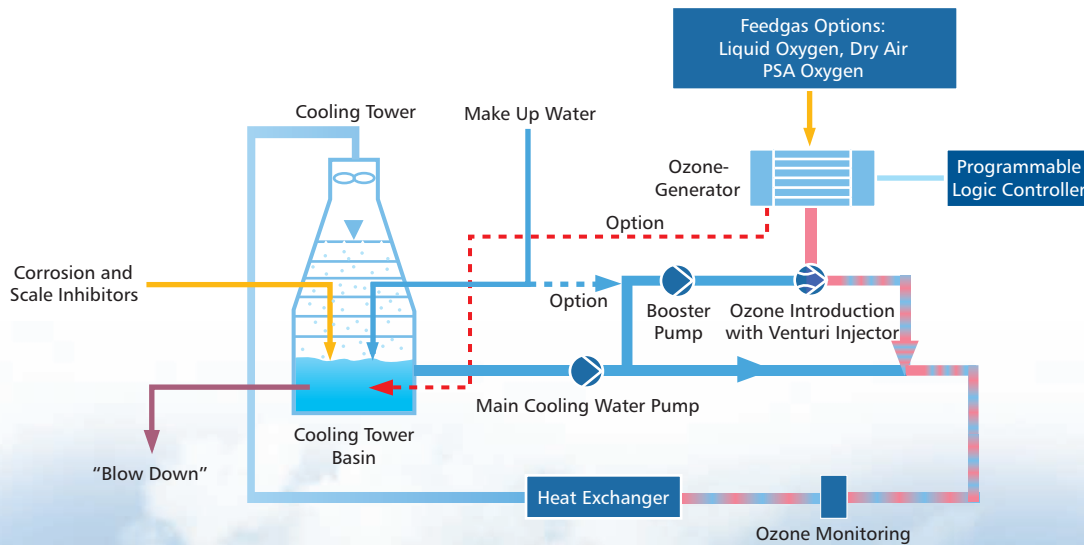 Feedgas Options:
Liquid Oxygen, Dry Air
PSA Oxygen
Cooling Tower
Make Up Water
Ozone-
Generator
Programmable
Logic Controller
Option
Corrosion and
Scale Inhibitors
Option
Booster
Pump
Ozone Introduction
with Venturi Injector
Main Cooling Water Pump
Cooling Tower
Basin
“Blow Down”
Heat Exchanger
Ozone Monitoring